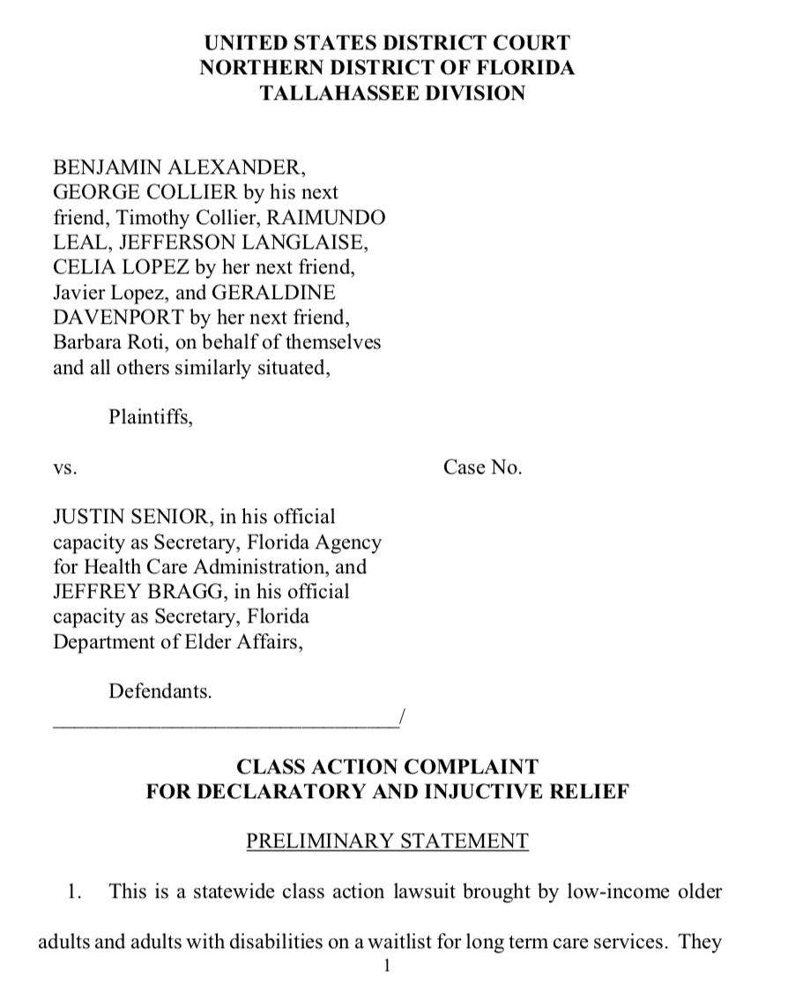 UNITED STATES DISTRICT COURT
NORTHERN DISTRICT OF FLORIDA
TALLAHASSEE DIVISION
BENJAMIN ALEXANDER,
GEORGE COLLIER by his next
friend, Timothy Collier, RAIMUNDO
LEAL, JEFFERSON LANGLAISE,
CELIA LOPEZ by her next friend,
Javier Lopez, and GERALDINE
DAVENPORT by her next friend,
Barbara Roti, on behalf of themselves
and all others similarly situated,
Plaintiffs,
vs. Case No.
JUSTIN SENIOR, in his official
capacity as Secretary, Florida Agency
for Health Care Administration, and
JEFFREY BRAGG, in his official
capacity as Secretary, Florida
Department of Elder Affairs,
Defendants.
________________________________/
CLASS ACTION COMPLAINT
FOR DECLARATORY AND INJUCTIVE RELIEF
PRELIMINARY STATEMENT
1. This is a statewide class action lawsuit brought by low-income older
adults and adults with disabilities on a waitlist for long term care services. They
1